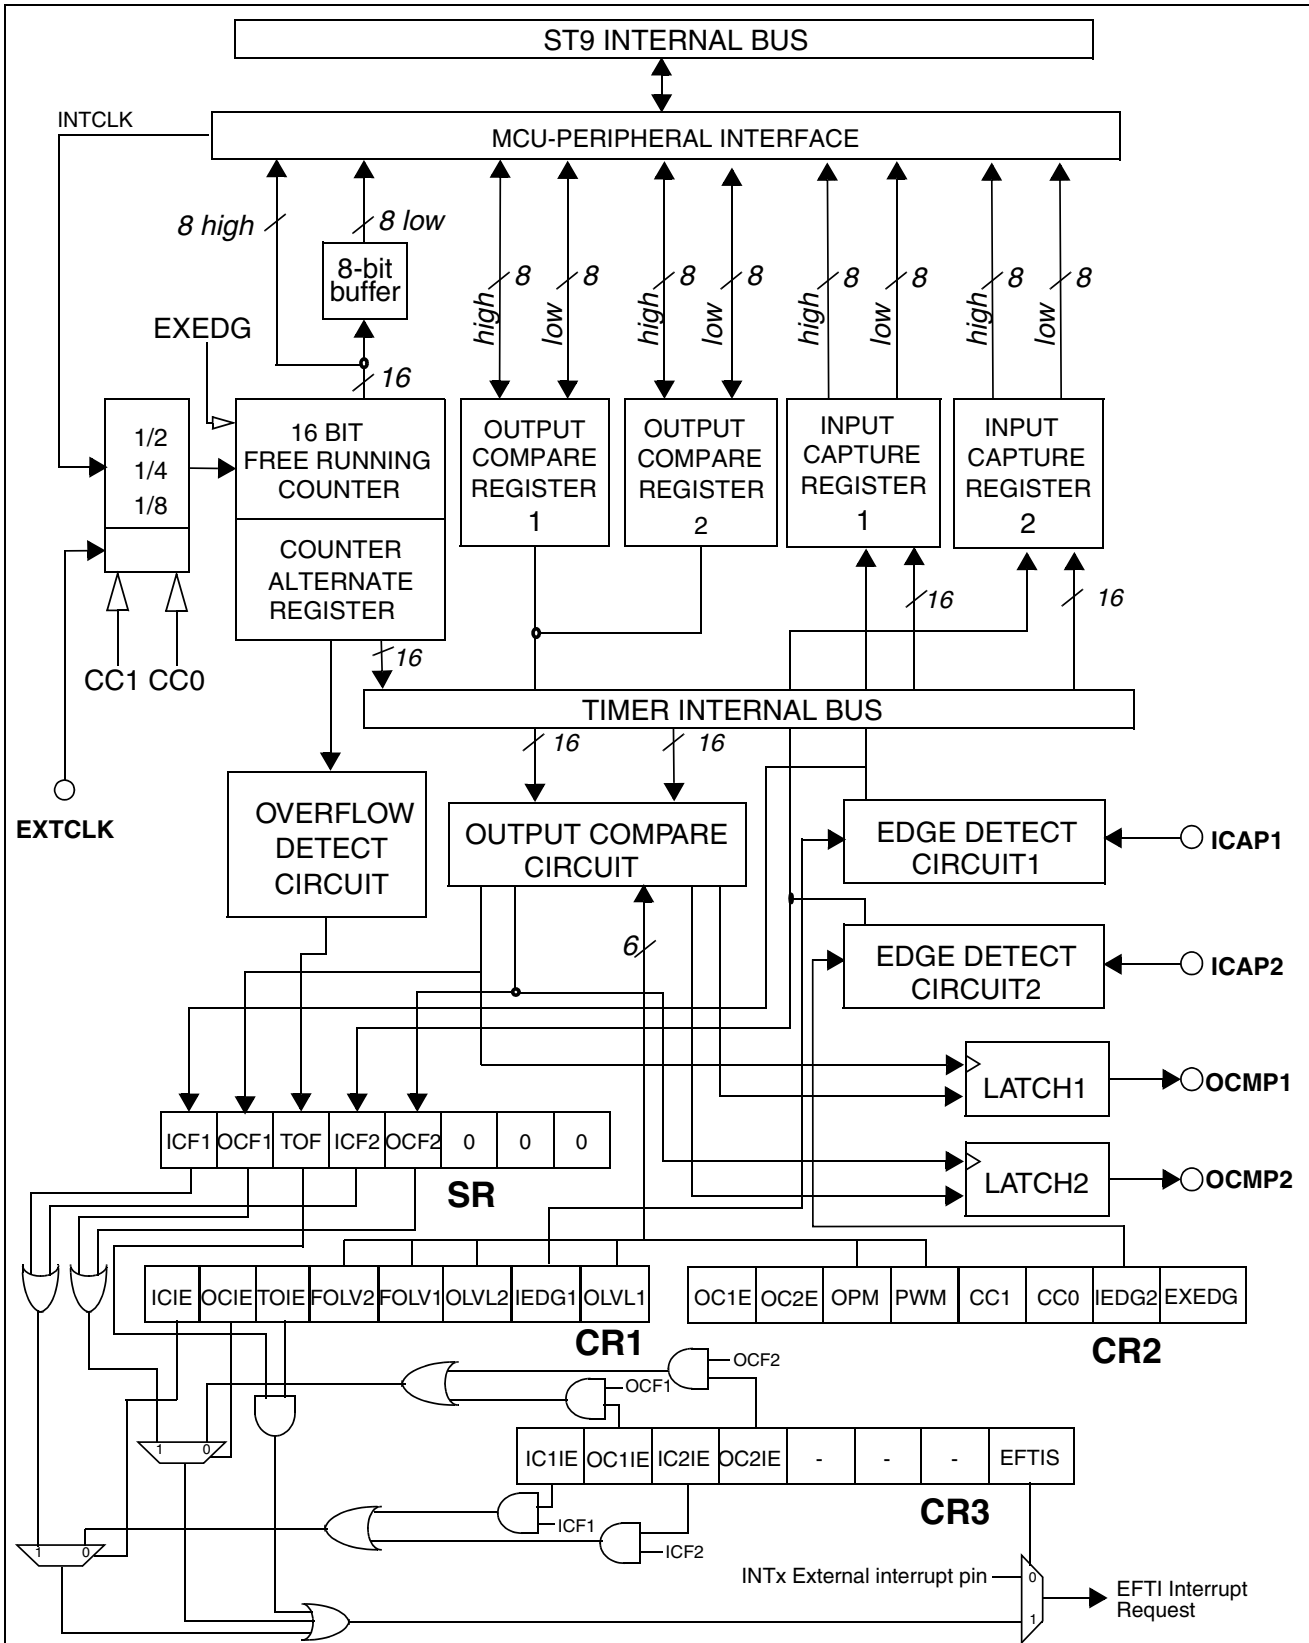 ST9 INTERNAL BUS
INTCLK
MCU-PERIPHERAL INTERFACE
8 high
8 low
8-bit
buffer
8
8
8
8
8
8
8
8
high
low
high
low
high
low
high
low
EXEDG
16
1/2
1/4
1/8
16 BIT
FREE RUNNING
COUNTER
COUNTER
ALTERNATE
REGISTER
OUTPUT
COMPARE
REGISTER
1
OUTPUT
COMPARE
REGISTER
2
INPUT
CAPTURE
REGISTER
1
INPUT
CAPTURE
REGISTER
2
16
16
16
CC1 CC0
TIMER INTERNAL BUS
16
16
EXTCLK
OVERFLOW
DETECT
CIRCUIT
OUTPUT COMPARE
CIRCUIT
EDGE DETECT
CIRCUIT1
ICAP1
6
EDGE DETECT
CIRCUIT2
ICAP2
LATCH1
OCMP1
LATCH2
OCMP2
ICF1 OCF1 TOF ICF2 OCF2 0 0 0
SR
ICIE OCIE TOIE FOLV2 FOLV1 OLVL2 IEDG1 OLVL1
CR1
OC1E OC2E OPM PWM CC1 CC0 IEDG2 EXEDG
CR2
OCF2
OCF1
1 0
IC1IE OC1IE IC2IE OC2IE - - - EFTIS
CR3
ICF1
ICF2
1 0
INTx External interrupt pin
0
1
EFTI Interrupt
Request